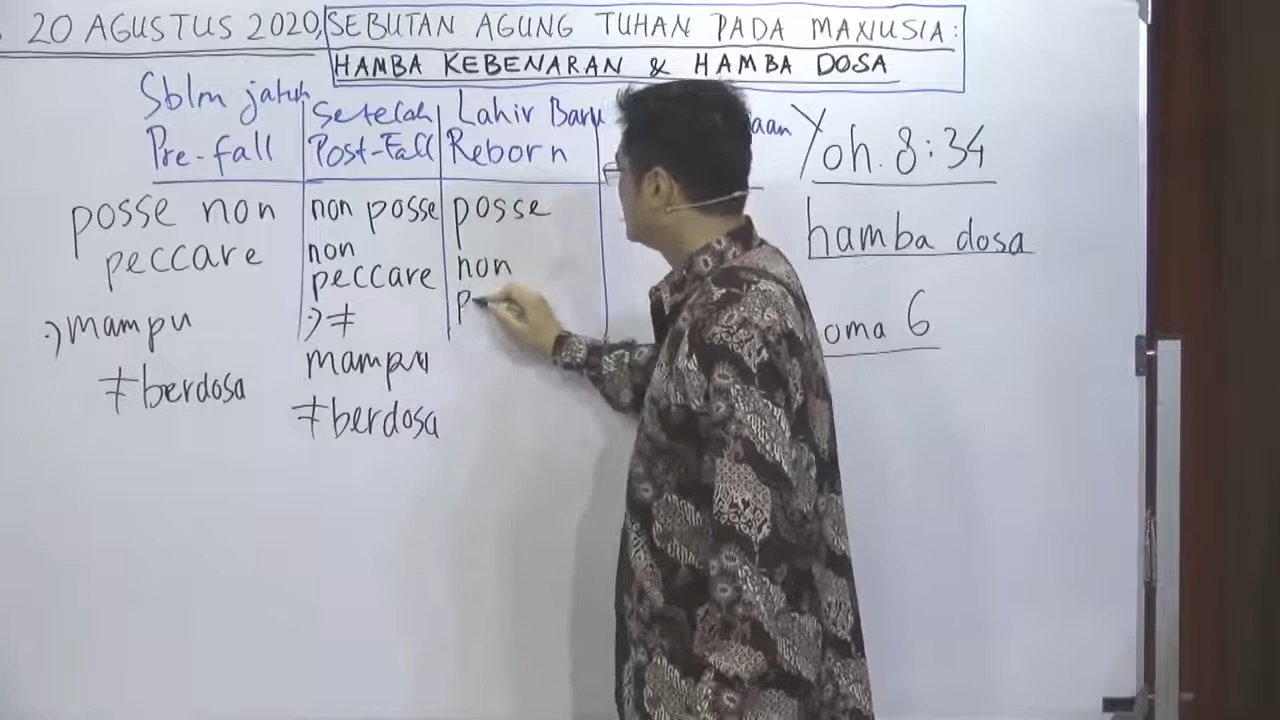 20 AGUSTUS 2020, SEBUTAN AGUNG TUHAN PADA MANUSIA:
HAMBA KEBENARAN & HAMBA DOSA
Sblm jatuh
Pre-fall
posse non
peccare
:) mampu
≠ berdosa
Setelah
Post-Fall
non posse
non
peccare
:) ≠
mampu
≠ berdosa
Lahir Baru
Reborn
posse
non
p
aan
Yoh. 8:34
hamba dosa
oma 6